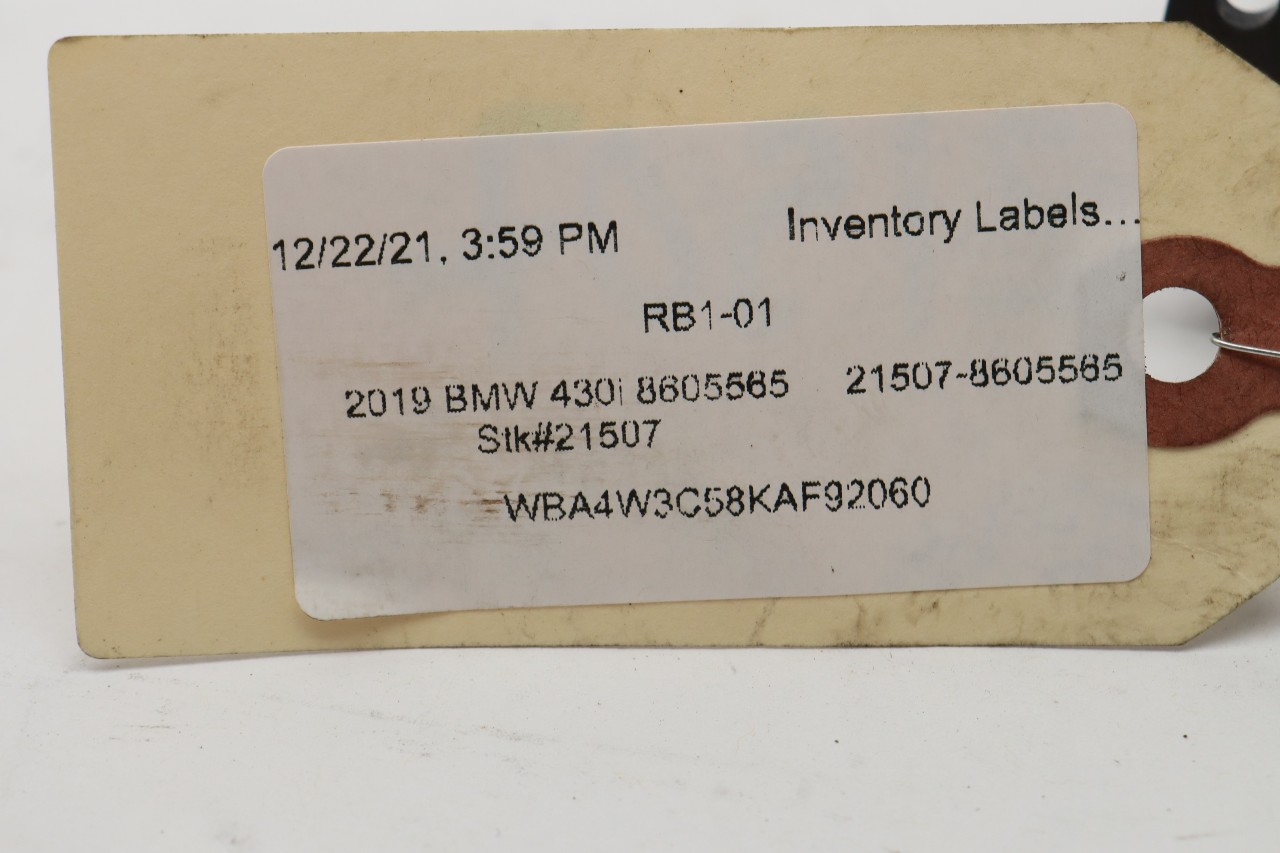 12/22/21, 3:59 PM Inventory Labels...
RB1-01
2019 BMW 430i 8605565 21507-8605565
Stk#21507
WBA4W3C58KAF92060